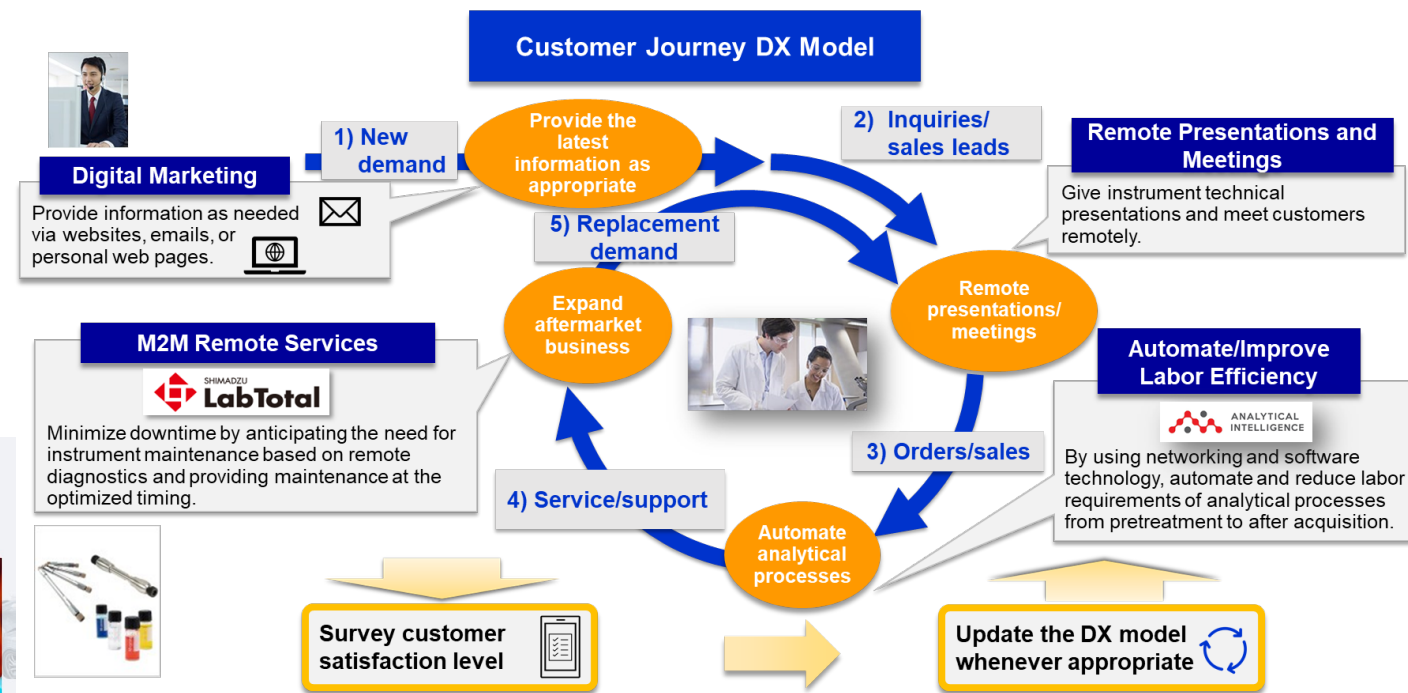 Customer Journey DX Model
1) New
demand
Provide the
latest
information as
appropriate
2) Inquiries/
sales leads
Remote Presentations and
Meetings
Give instrument technical
presentations and meet customers
remotely.
Digital Marketing
Provide information as needed
via websites, emails, or
personal web pages.
5) Replacement
demand
Expand
aftermarket
business
Remote
presentations/
meetings
M2M Remote Services
SHIMADZU
LabTotal
Minimize downtime by anticipating the need for
instrument maintenance based on remote
diagnostics and providing maintenance at the
optimized timing.
Automate/Improve
Labor Efficiency
ANALYTICAL
INTELLIGENCE
By using networking and software
technology, automate and reduce labor
requirements of analytical processes
from pretreatment to after acquisition.
3) Orders/sales
4) Service/support
Automate
analytical
processes
Survey customer
satisfaction level
Update the DX model
whenever appropriate